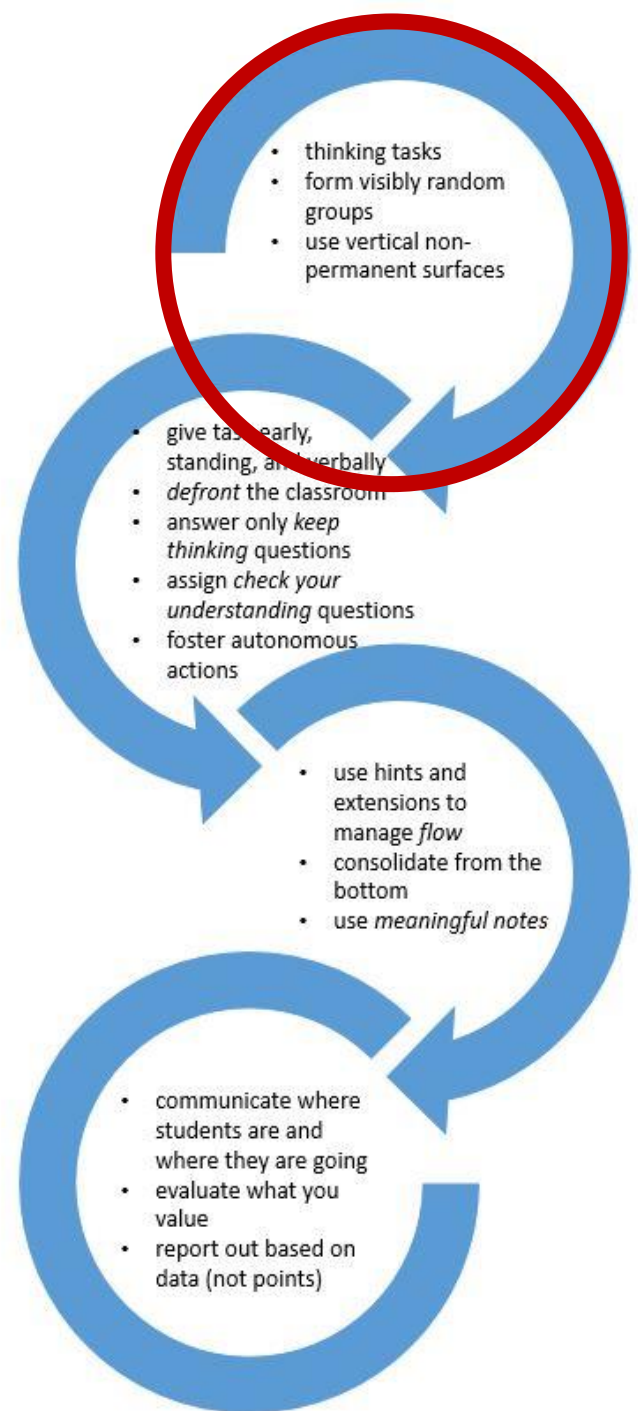 • thinking tasks
• form visibly random
groups
• use vertical non-
permanent surfaces
• give task early,
standing, and verbally
• defront the classroom
• answer only keep
thinking questions
• assign check your
understanding questions
• foster autonomous
actions
• use hints and
extensions to
manage flow
• consolidate from the
bottom
• use meaningful notes
• communicate where
students are and
where they are going
• evaluate what you
value
• report out based on
data (not points)